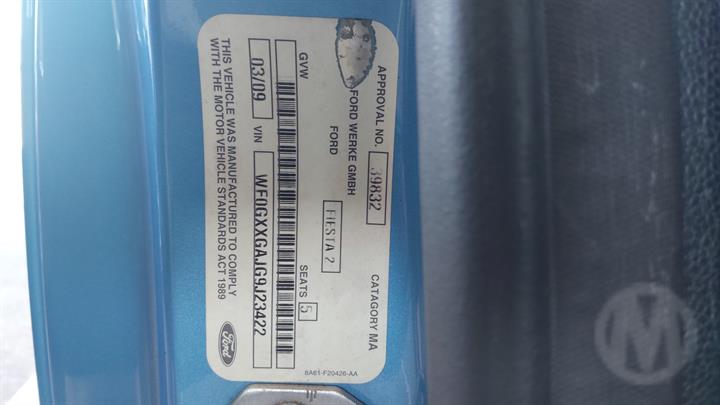 APPROVAL NO. 39832 CATAGORY MA
FORD WERKE GMBH
FORD FIESTA 2
GVW SEATS 5
03/09 VIN WF0GXXGAJG9J23422
THIS VEHICLE WAS MANUFACTURED TO COMPLY
WITH THE MOTOR VEHICLE STANDARDS ACT 1989
Ford
8A61-F20426-AA
M